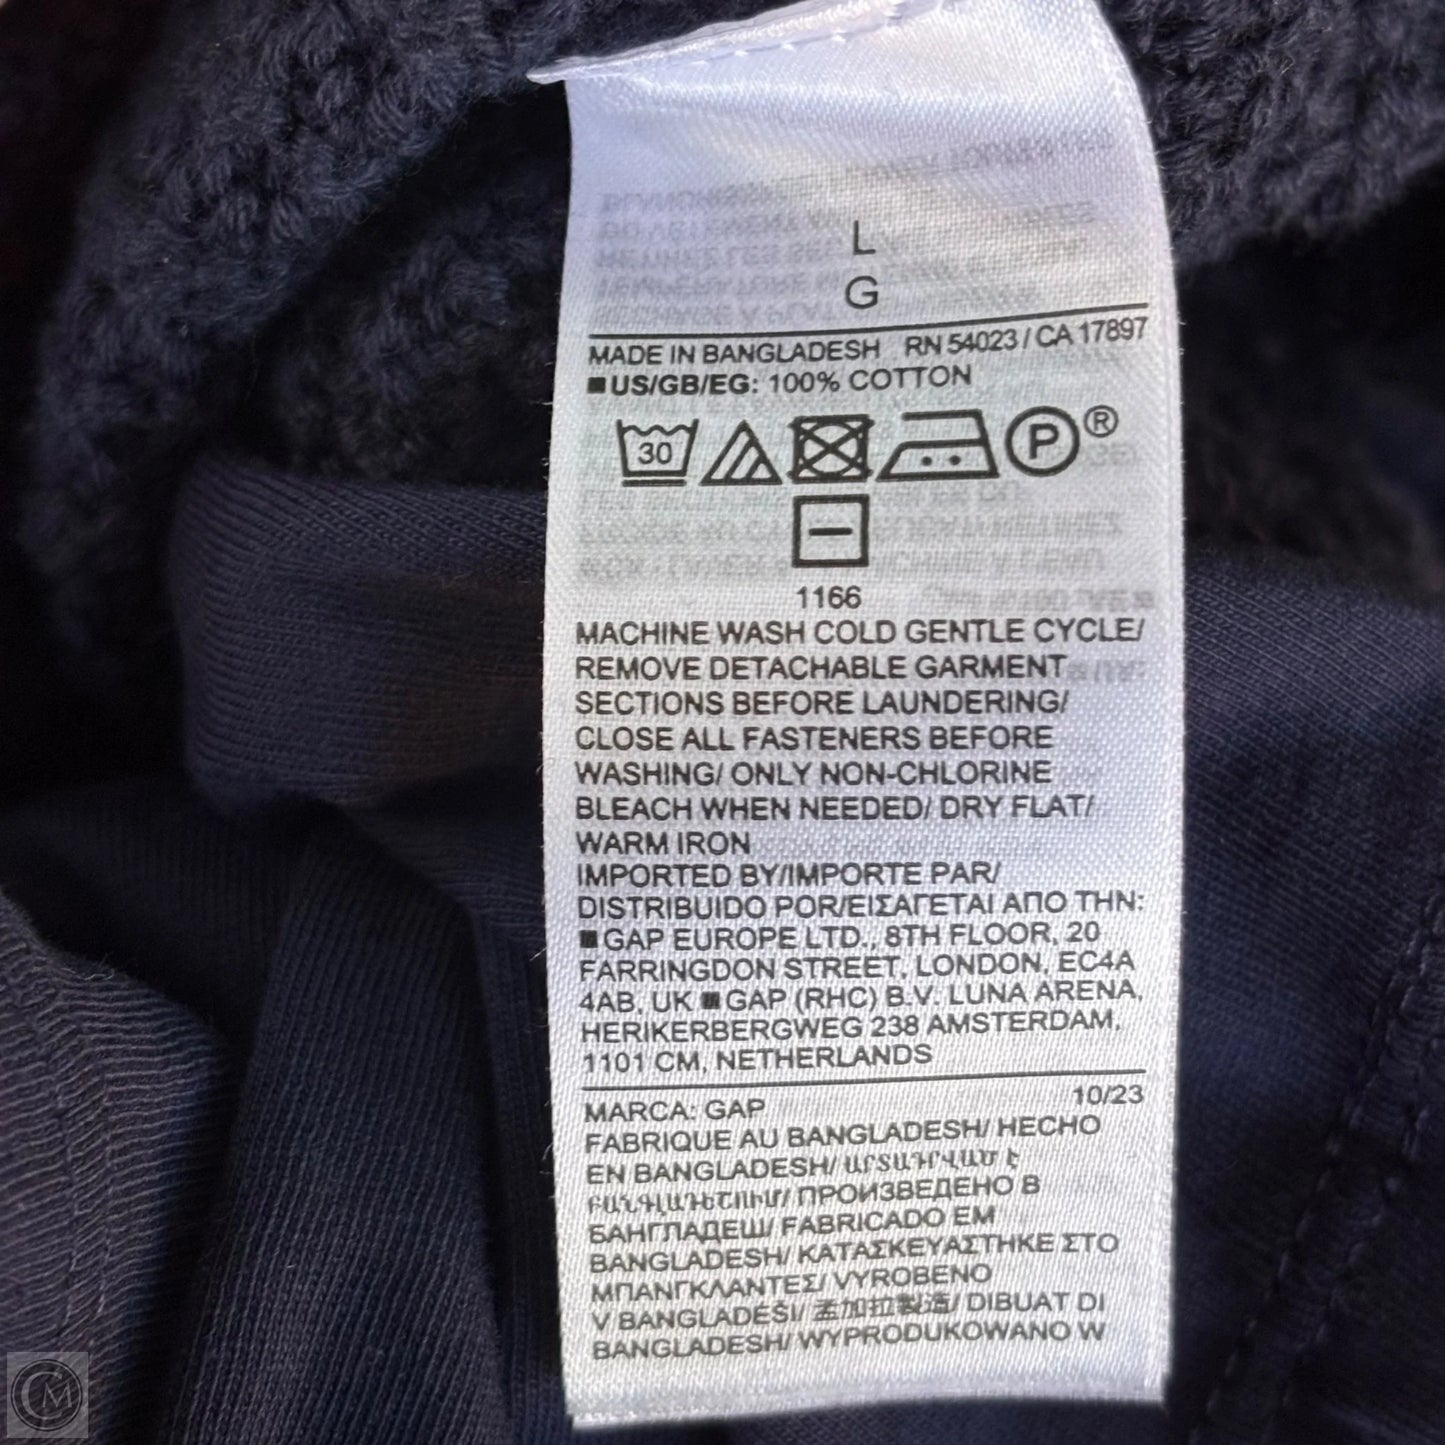 L
G
MADE IN BANGLADESH RN 54023 / CA 17897
■ US/GB/EG: 100% COTTON
30 P ®
1166
MACHINE WASH COLD GENTLE CYCLE/
REMOVE DETACHABLE GARMENT
SECTIONS BEFORE LAUNDERING/
CLOSE ALL FASTENERS BEFORE
WASHING/ ONLY NON-CHLORINE
BLEACH WHEN NEEDED/ DRY FLAT/
WARM IRON
IMPORTED BY/IMPORTE PAR/
DISTRIBUIDO POR/ΕΙΣΑΓΕΤΑΙ ΑΠΟ ΤΗΝ:
■ GAP EUROPE LTD., 8TH FLOOR, 20
FARRINGDON STREET, LONDON, EC4A
4AB, UK ■ GAP (RHC) B.V. LUNA ARENA,
HERIKERBERGWEG 238 AMSTERDAM,
1101 CM, NETHERLANDS
MARCA: GAP 10/23
FABRIQUE AU BANGLADESH/ HECHO
EN BANGLADESH/ ԱՐՏԱԴՐՎԱԾ Է
ԲԱՆԳԼԱԴԵՇՈՒՄ/ ПРОИЗВЕДЕНО В
БАНГЛАДЕШ/ FABRICADO EM
BANGLADESH/ ΚΑΤΑΣΚΕΥΑΣΤΗΚΕ ΣΤΟ
ΜΠΑΝΓΚΛΑΝΤΕΣ/ VYROBENO
V BANGLADÉŠI/ 孟加拉製造/ DIBUAT DI
BANGLADESH/ WYPRODUKOWANO W
CM